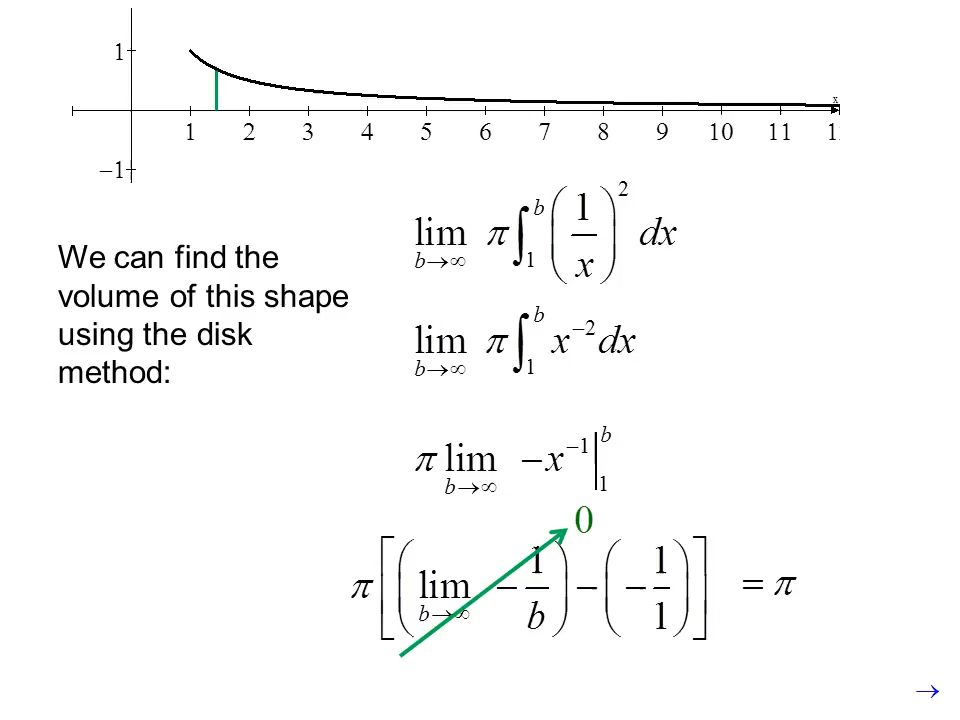 1
x
1 2 3 4 5 6 7 8 9 10 11
−1
We can find the
volume of this shape
using the disk
method:
lim b→∞ π ∫₁ᵇ (1/x)² dx
lim b→∞ π ∫₁ᵇ x⁻² dx
π lim b→∞ −x⁻¹ |₁ᵇ
0
π[(lim b→∞ −1/b) − (−1/1)] = π
→